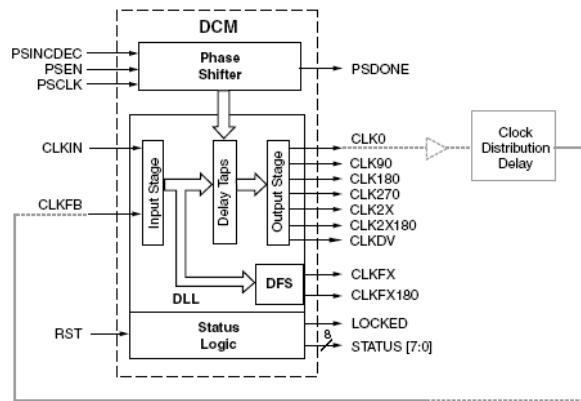 DCM
PSINCDEC
PSEN
PSCLK
Phase
Shifter
PSDONE
CLKIN
CLKFB
Input Stage
Delay Taps
Output Stage
CLK0
CLK90
CLK180
CLK270
CLK2X
CLK2X180
CLKDV
Clock
Distribution
Delay
DFS
CLKFX
CLKFX180
DLL
RST
Status
Logic
LOCKED
8
STATUS [7:0]